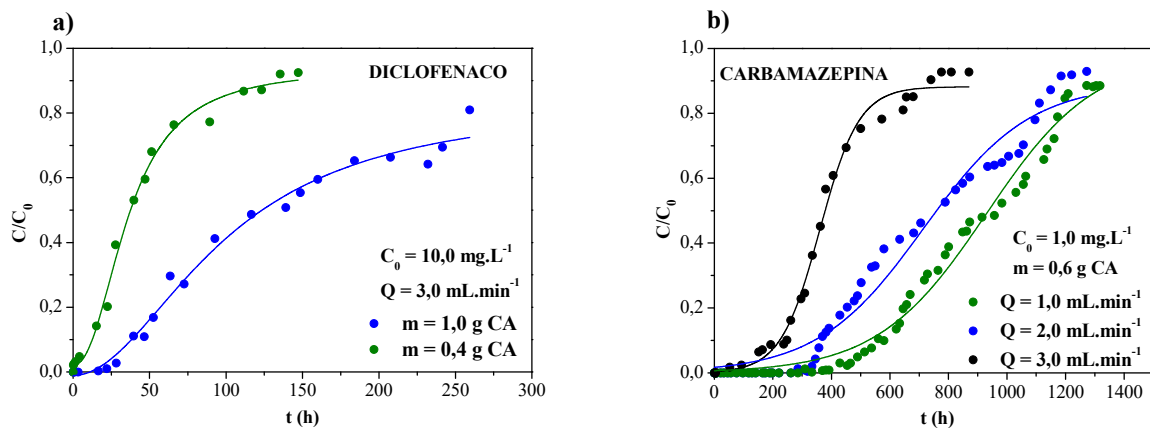 a)
1,0
0,8
0,6
0,4
0,2
0,0
C/C₀
0
50
100
150
200
250
300
t (h)
DICLOFENACO
C₀ = 10,0 mg.L⁻¹
Q = 3,0 mL.min⁻¹
m = 1,0 g CA
m = 0,4 g CA
b)
1,0
0,8
0,6
0,4
0,2
0,0
C/C₀
0
200
400
600
800
1000
1200
1400
t (h)
CARBAMAZEPINA
C₀ = 1,0 mg.L⁻¹
m = 0,6 g CA
Q = 1,0 mL.min⁻¹
Q = 2,0 mL.min⁻¹
Q = 3,0 mL.min⁻¹